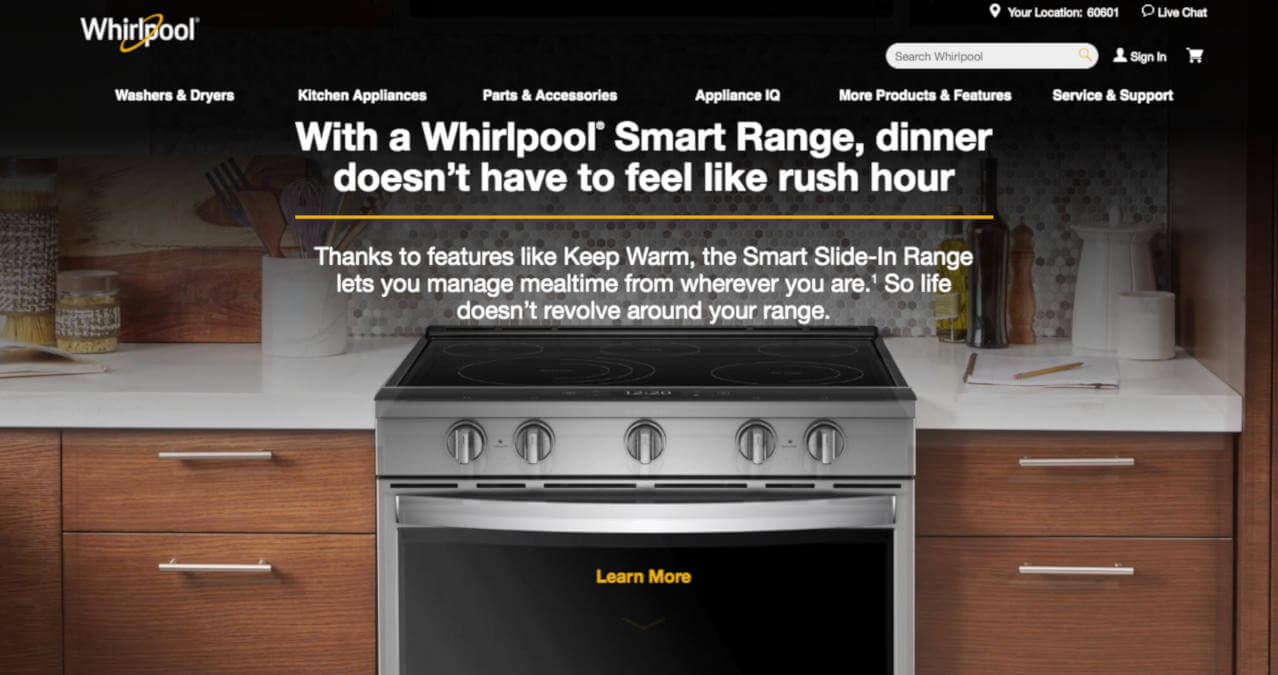 Your Location: 60601 Live Chat
Whirlpool®
Search Whirlpool Sign In
Washers & Dryers Kitchen Appliances Parts & Accessories Appliance IQ More Products & Features Service & Support
With a Whirlpool® Smart Range, dinner
doesn't have to feel like rush hour
Thanks to features like Keep Warm, the Smart Slide-In Range
lets you manage mealtime from wherever you are.¹ So life
doesn't revolve around your range.
12:20
Learn More